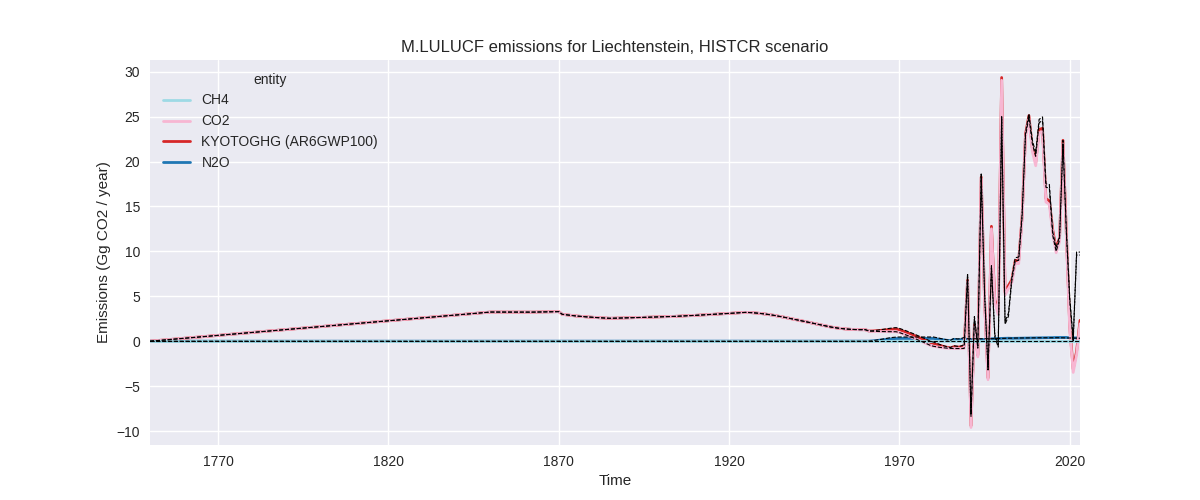 M.LULUCF emissions for Liechtenstein, HISTCR scenario
entity
CH4
CO2
KYOTOGHG (AR6GWP100)
N2O
Emissions (Gg CO2 / year)
30
25
20
15
10
5
0
−5
−10
1770
1820
1870
1920
1970
2020
Time